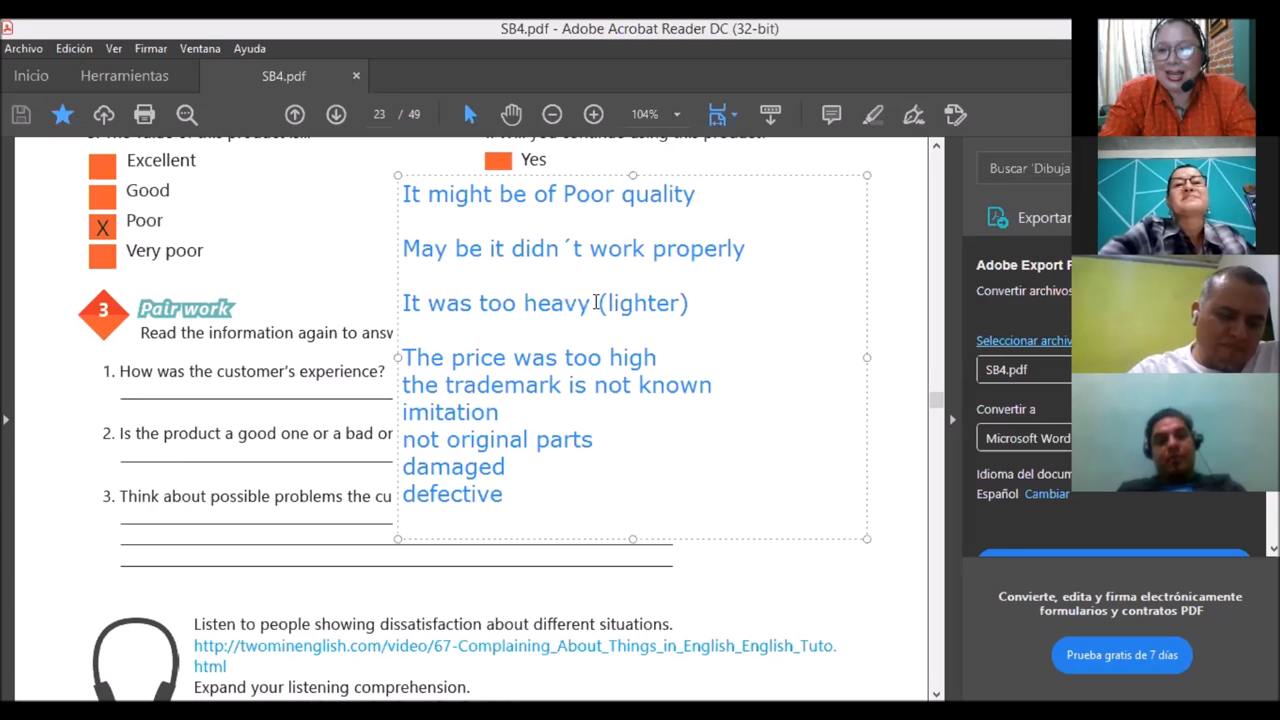 SB4.pdf - Adobe Acrobat Reader DC (32-bit)
Archivo Edición Ver Firmar Ventana Ayuda
Inicio Herramientas SB4.pdf ×
23 / 49 104%
Excellent
Good
X Poor
Very poor
Yes
It might be of Poor quality
May be it didn´t work properly
It was too heavy (lighter)
The price was too high
the trademark is not known
imitation
not original parts
damaged
defective
3 Pair work
Read the information again to answ
1. How was the customer's experience?
2. Is the product a good one or a bad or
3. Think about possible problems the cu
Listen to people showing dissatisfaction about different situations.
http://twominenglish.com/video/67-Complaining_About_Things_in_English_English_Tuto.
html
Expand your listening comprehension.
Buscar 'Dibuja
Exportar
Adobe Export P
Convertir archivos
Seleccionar archiv
SB4.pdf
Convertir a
Microsoft Word
Idioma del docum
Español Cambiar
Convierte, edita y firma electrónicamente
formularios y contratos PDF
Prueba gratis de 7 días